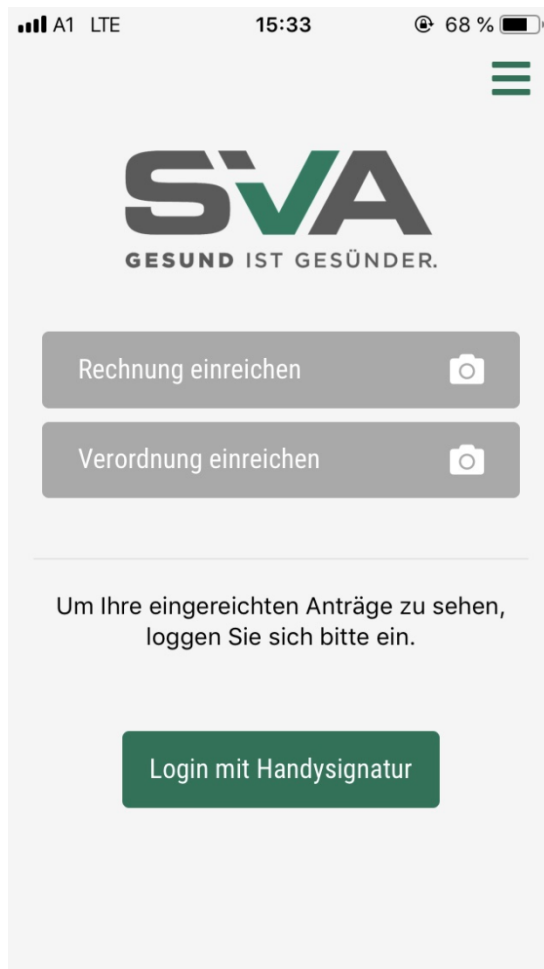 A1 LTE 15:33 68 %
SVA
GESUND IST GESÜNDER.
Rechnung einreichen
Verordnung einreichen
Um Ihre eingereichten Anträge zu sehen,
loggen Sie sich bitte ein.
Login mit Handysignatur